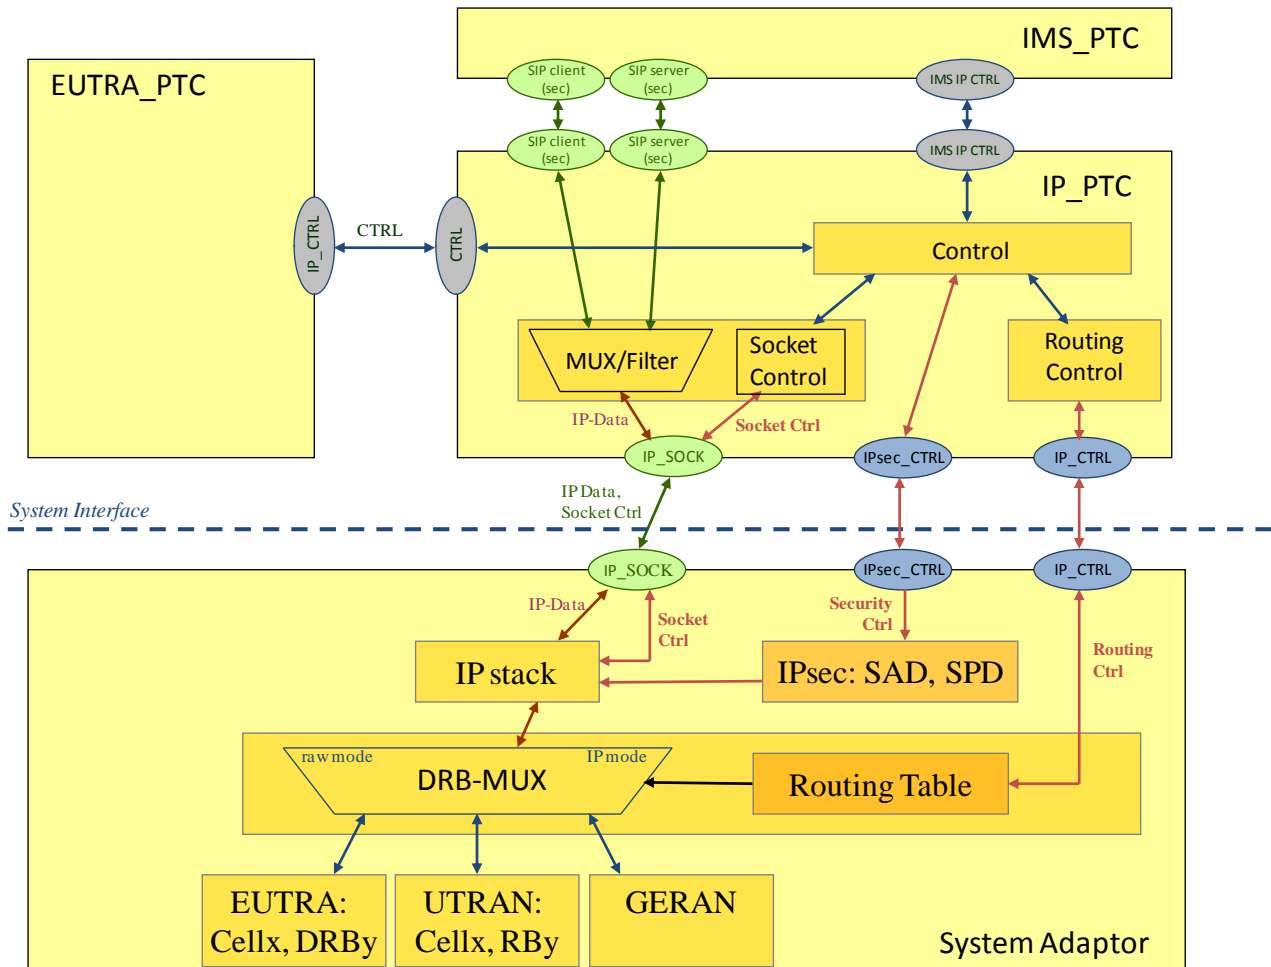 IMS_PTC
EUTRA_PTC
SIP client
(sec)
SIP server
(sec)
IMS IP CTRL
SIP client
(sec)
SIP server
(sec)
IMS IP CTRL
IP_PTC
IP_CTRL
CTRL
CTRL
Control
MUX/Filter
Socket
Control
Routing
Control
IP-Data
Socket Ctrl
IP_SOCK
IPsec_CTRL
IP_CTRL
IP Data,
Socket Ctrl
System Interface
IP_SOCK
IPsec_CTRL
IP_CTRL
IP-Data
Socket
Ctrl
Security
Ctrl
Routing
Ctrl
IP stack
IPsec: SAD, SPD
raw mode
IP mode
DRB-MUX
Routing Table
EUTRA:
Cellx, DRBy
UTRAN:
Cellx, RBy
GERAN
System Adaptor